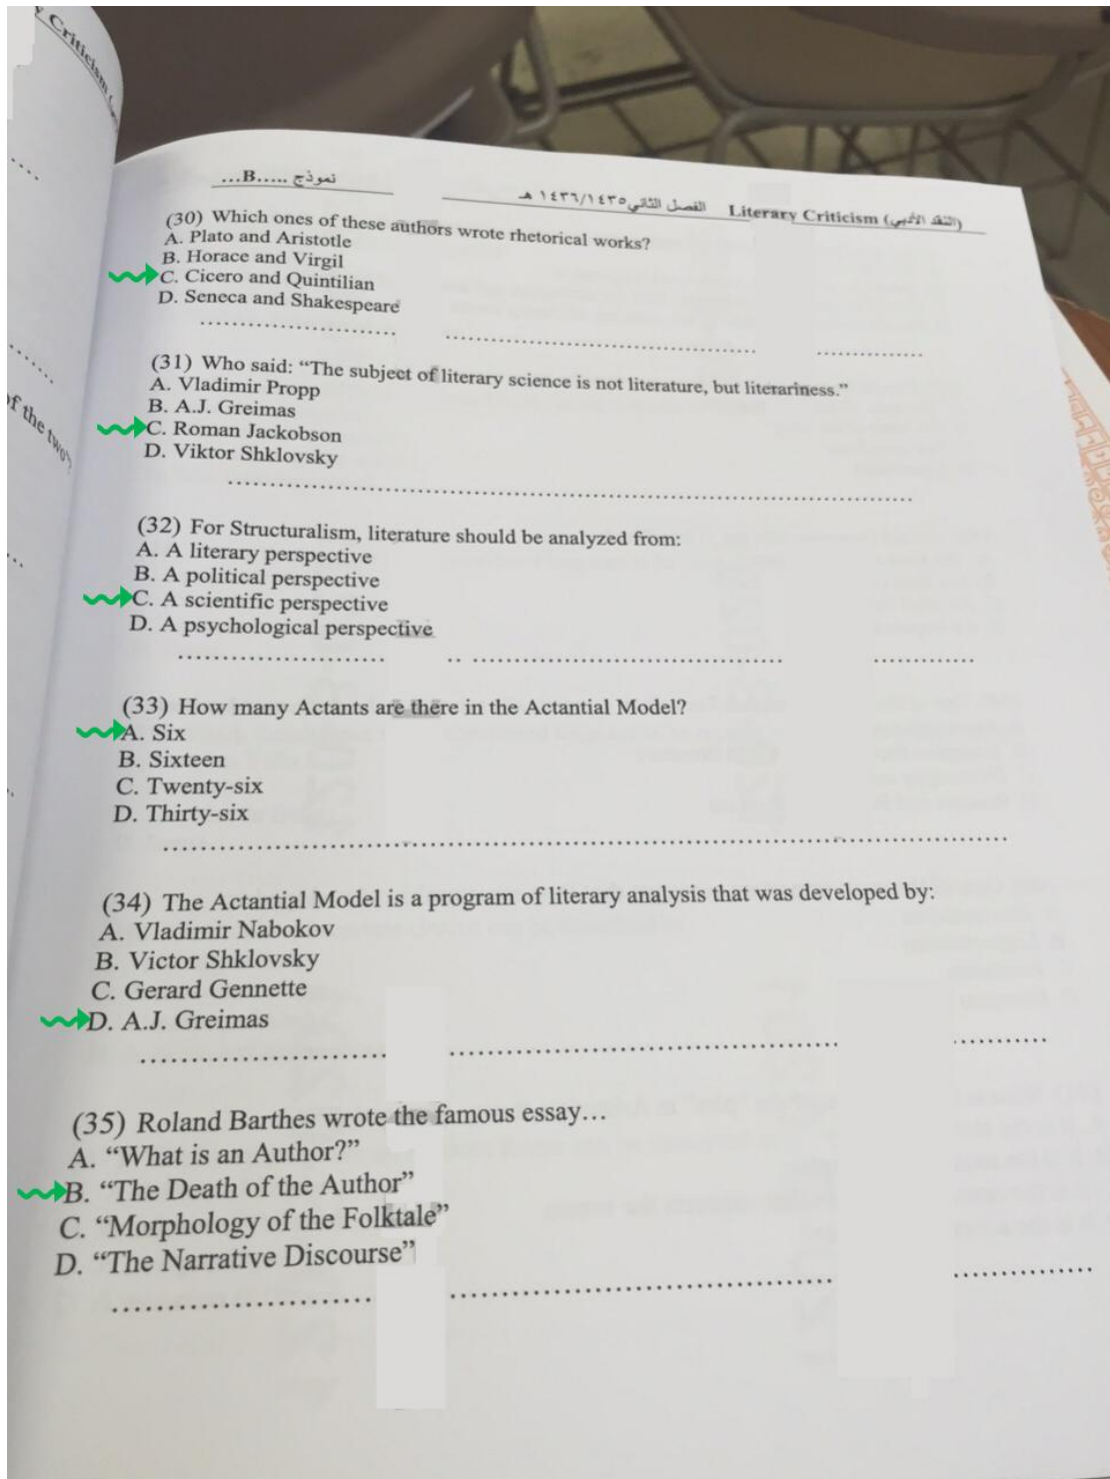 Criticism
of the two?
نموذج .....B...
Literary Criticism (النقد الأدبي) الفصل الثاني ١٤٣٦/١٤٣٥ هـ
(30) Which ones of these authors wrote rhetorical works?
A. Plato and Aristotle
B. Horace and Virgil
C. Cicero and Quintilian
D. Seneca and Shakespeare
(31) Who said: “The subject of literary science is not literature, but literariness.”
A. Vladimir Propp
B. A.J. Greimas
C. Roman Jackobson
D. Viktor Shklovsky
(32) For Structuralism, literature should be analyzed from:
A. A literary perspective
B. A political perspective
C. A scientific perspective
D. A psychological perspective
(33) How many Actants are there in the Actantial Model?
A. Six
B. Sixteen
C. Twenty-six
D. Thirty-six
(34) The Actantial Model is a program of literary analysis that was developed by:
A. Vladimir Nabokov
B. Victor Shklovsky
C. Gerard Gennette
D. A.J. Greimas
(35) Roland Barthes wrote the famous essay…
A. “What is an Author?”
B. “The Death of the Author”
C. “Morphology of the Folktale”
D. “The Narrative Discourse”